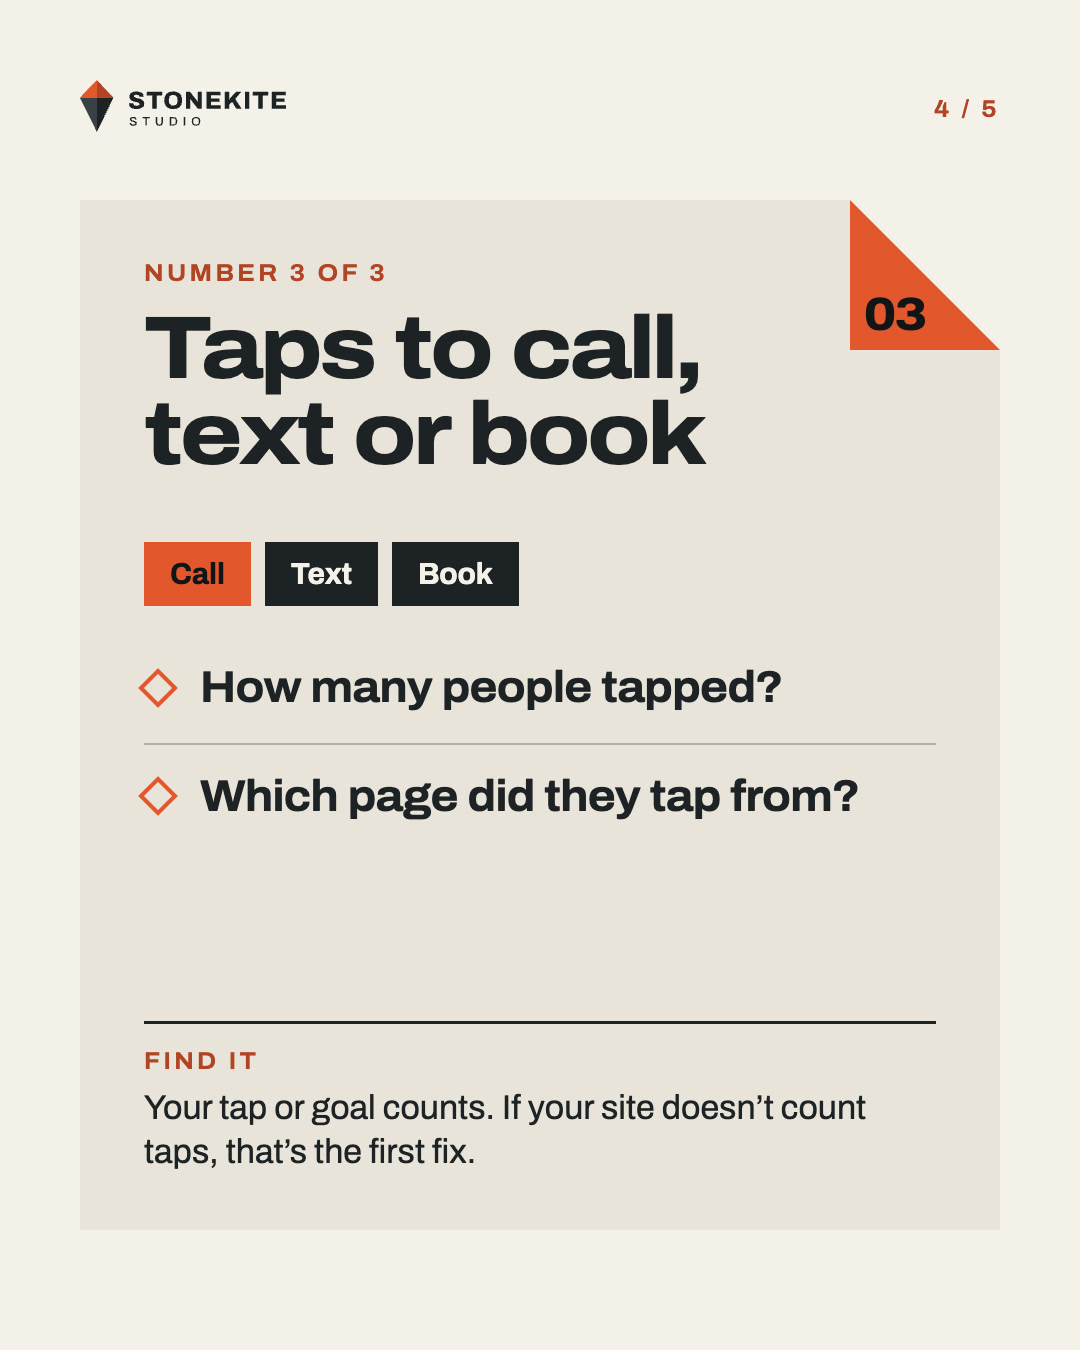 STONEKITE
STUDIO
4 / 5
NUMBER 3 OF 3
03
Taps to call,
text or book
Call
Text
Book
How many people tapped?
Which page did they tap from?
FIND IT
Your tap or goal counts. If your site doesn’t count
taps, that’s the first fix.